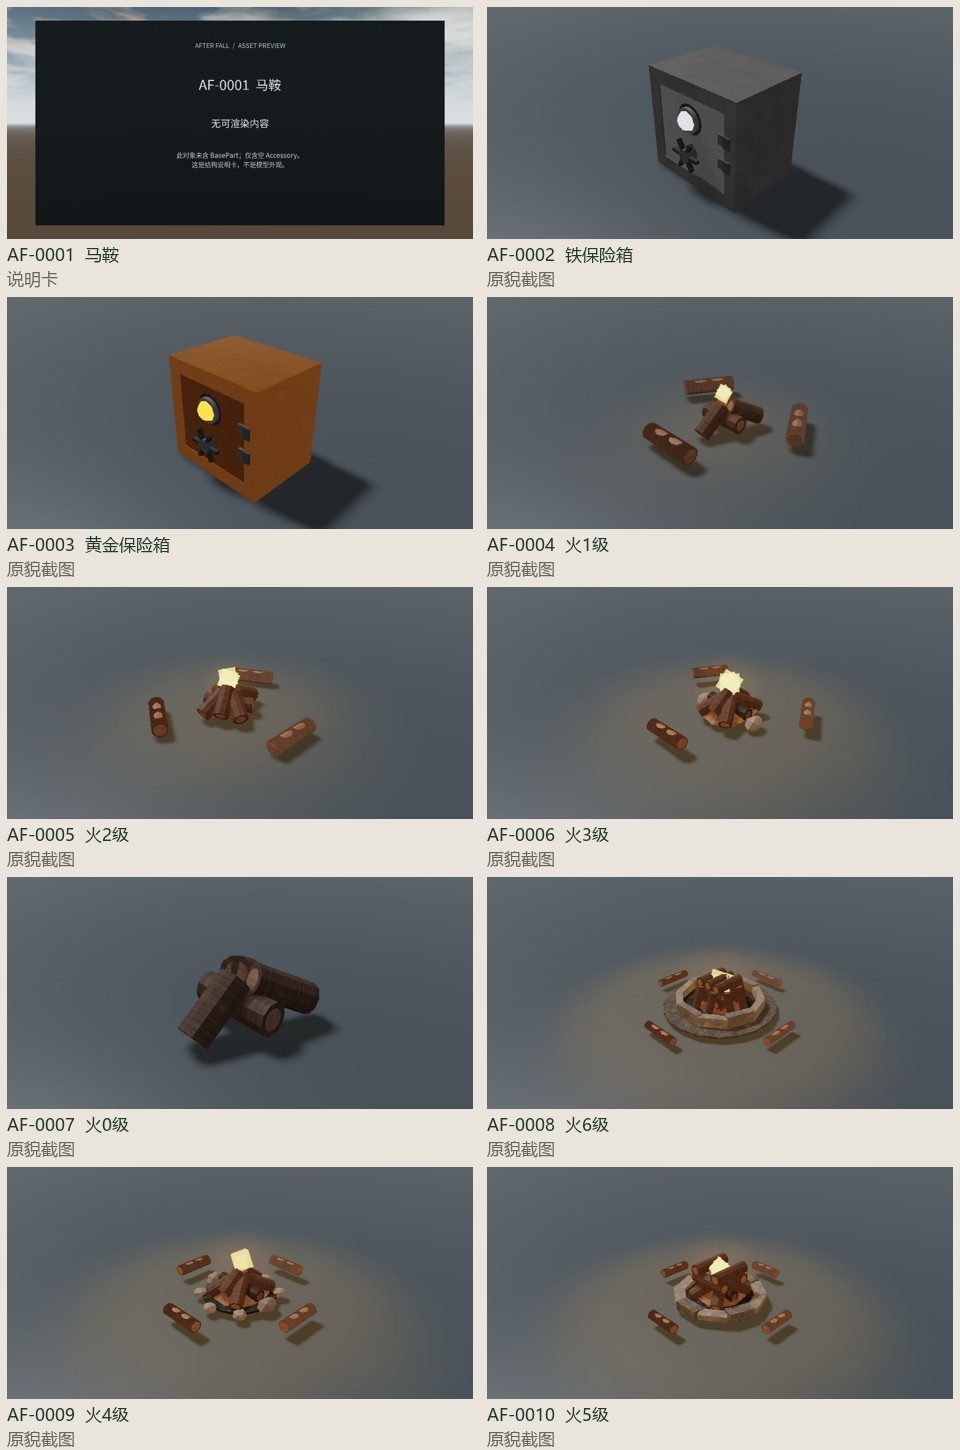 AFTER FALL / ASSET PREVIEW
AF-0001 马鞍
无可渲染内容
此对象未含 BasePart；仅含空 Accessory。
这是结构说明卡，不是模型外观。
AF-0001 马鞍
说明卡
AF-0002 铁保险箱
原貌截图
AF-0003 黄金保险箱
原貌截图
AF-0004 火1级
原貌截图
AF-0005 火2级
原貌截图
AF-0006 火3级
原貌截图
AF-0007 火0级
原貌截图
AF-0008 火6级
原貌截图
AF-0009 火4级
原貌截图
AF-0010 火5级
原貌截图